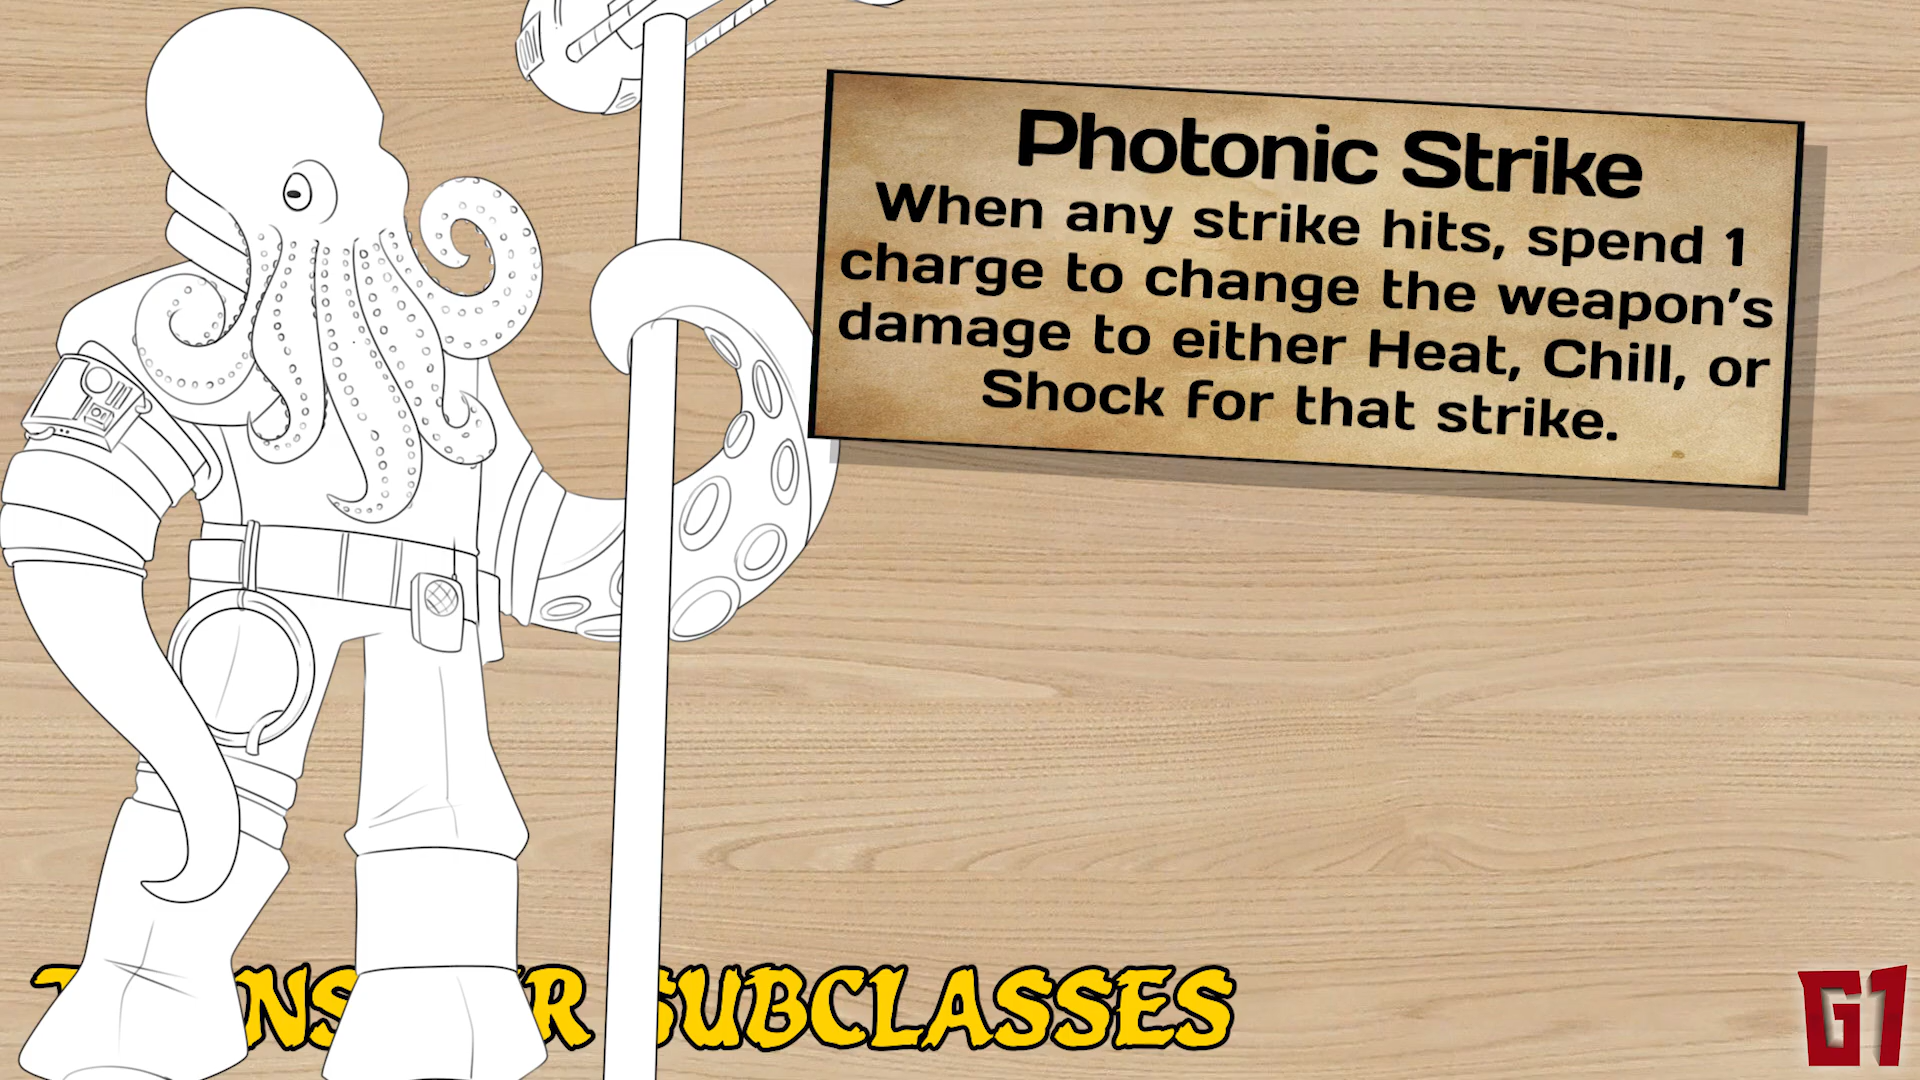 Photonic Strike
When any strike hits, spend 1
charge to change the weapon's
damage to either Heat, Chill, or
Shock for that strike.
SUBCLASSES
G1